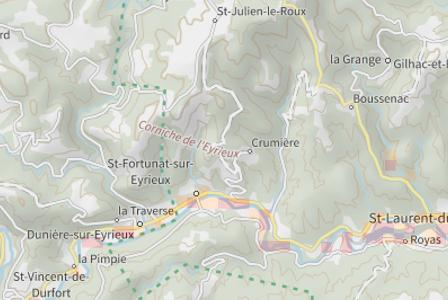 St-Julien-le-Roux
rd
la Grange
Gilhac-et-
Boussenac
Corniche de l'Eyrieux
Crumière
St-Fortunat-sur-
Eyrieux
la Traverse
St-Laurent-du
Dunière-sur-Eyrieux
Royas
la Pimpie
St-Vincent-de-
Durfort